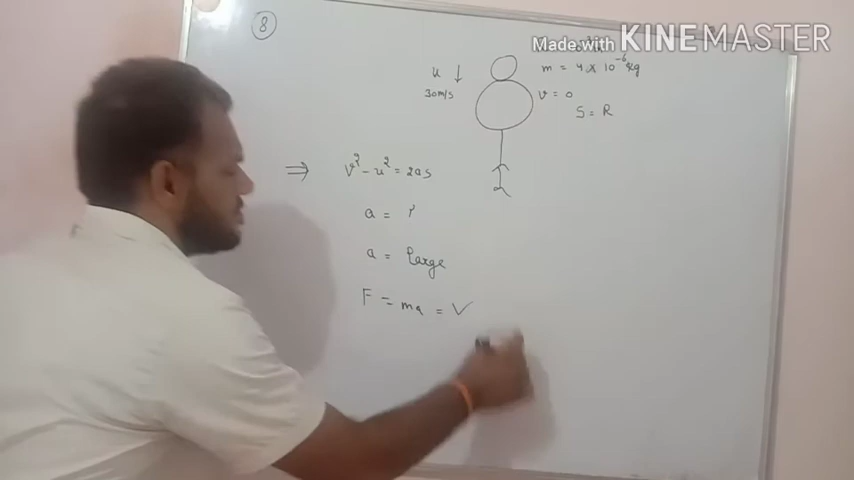 8
Made with KINEMASTER
u ↓
30m/s
m = 4 × 10⁻⁶ kg
v = 0
S = R
⇒ v² - u² = 2as
a = ?
a = large
F = ma = ✓